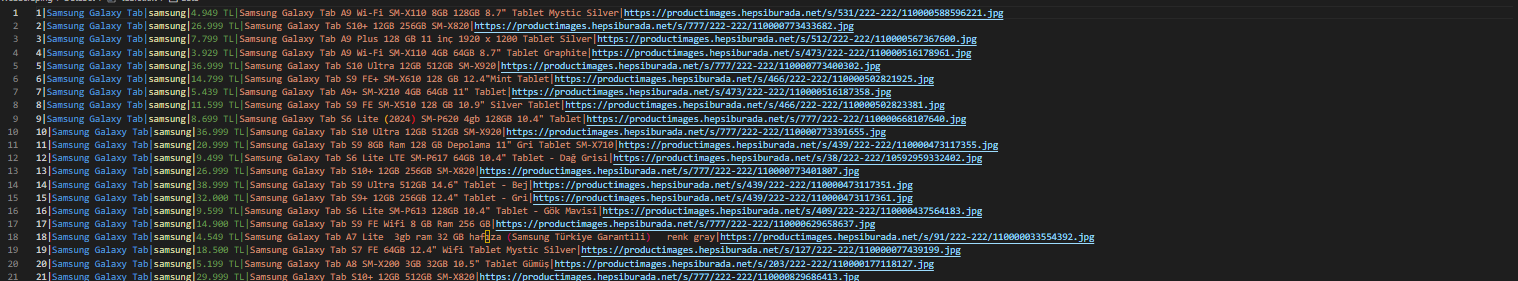 1 1|Samsung Galaxy Tab|samsung|4.949 TL|Samsung Galaxy Tab A9 Wi-Fi SM-X110 8GB 128GB 8.7" Tablet Mystic Silver|https://productimages.hepsiburada.net/s/531/222-222/110000588596221.jpg
2 2|Samsung Galaxy Tab|samsung|26.999 TL|Samsung Galaxy Tab S10+ 12GB 256GB SM-X820|https://productimages.hepsiburada.net/s/777/222-222/110000773433682.jpg
3 3|Samsung Galaxy Tab|samsung|7.799 TL|Samsung Galaxy Tab A9 Plus 128 GB 11 inç 1920 x 1200 Tablet Silver|https://productimages.hepsiburada.net/s/512/222-222/110000567367600.jpg
4 4|Samsung Galaxy Tab|samsung|3.929 TL|Samsung Galaxy Tab A9 Wi-Fi SM-X110 4GB 64GB 8.7" Tablet Graphite|https://productimages.hepsiburada.net/s/473/222-222/110000516178961.jpg
5 5|Samsung Galaxy Tab|samsung|36.999 TL|Samsung Galaxy Tab S10 Ultra 12GB 512GB SM-X920|https://productimages.hepsiburada.net/s/777/222-222/110000773400302.jpg
6 6|Samsung Galaxy Tab|samsung|14.799 TL|Samsung Galaxy Tab S9 FE+ SM-X610 128 GB 12.4"Mint Tablet|https://productimages.hepsiburada.net/s/466/222-222/110000502821925.jpg
7 7|Samsung Galaxy Tab|samsung|5.439 TL|Samsung Galaxy Tab A9+ SM-X210 4GB 64GB 11" Tablet|https://productimages.hepsiburada.net/s/473/222-222/110000516187358.jpg
8 8|Samsung Galaxy Tab|samsung|11.599 TL|Samsung Galaxy Tab S9 FE SM-X510 128 GB 10.9" Silver Tablet|https://productimages.hepsiburada.net/s/466/222-222/110000502823381.jpg
9 9|Samsung Galaxy Tab|samsung|8.699 TL|Samsung Galaxy Tab S6 Lite (2024) SM-P620 4gb 128GB 10.4" Tablet|https://productimages.hepsiburada.net/s/777/222-222/110000668107640.jpg
10 10|Samsung Galaxy Tab|samsung|36.999 TL|Samsung Galaxy Tab S10 Ultra 12GB 512GB SM-X920|https://productimages.hepsiburada.net/s/777/222-222/110000773391655.jpg
11 11|Samsung Galaxy Tab|samsung|20.999 TL|Samsung Galaxy Tab S9 8GB Ram 128 GB Depolama 11" Gri Tablet SM-X710|https://productimages.hepsiburada.net/s/439/222-222/110000473117355.jpg
12 12|Samsung Galaxy Tab|samsung|9.499 TL|Samsung Galaxy Tab S6 Lite LTE SM-P617 64GB 10.4" Tablet - Dağ Grisi|https://productimages.hepsiburada.net/s/38/222-222/10592959332402.jpg
13 13|Samsung Galaxy Tab|samsung|26.999 TL|Samsung Galaxy Tab S10+ 12GB 256GB SM-X820|https://productimages.hepsiburada.net/s/777/222-222/110000773401807.jpg
14 14|Samsung Galaxy Tab|samsung|38.999 TL|Samsung Galaxy Tab S9 Ultra 512GB 14.6" Tablet - Bej|https://productimages.hepsiburada.net/s/439/222-222/110000473117351.jpg
15 15|Samsung Galaxy Tab|samsung|32.000 TL|Samsung Galaxy Tab S9+ 12GB 256GB 12.4" Tablet - Gri|https://productimages.hepsiburada.net/s/439/222-222/110000473117361.jpg
16 16|Samsung Galaxy Tab|samsung|9.599 TL|Samsung Galaxy Tab S6 Lite SM-P613 128GB 10.4" Tablet - Gök Mavisi|https://productimages.hepsiburada.net/s/409/222-222/110000437564183.jpg
17 17|Samsung Galaxy Tab|samsung|14.900 TL|Samsung Galaxy Tab S9 FE Wifi 8 GB Ram 256 GB|https://productimages.hepsiburada.net/s/777/222-222/110000629658637.jpg
18 18|Samsung Galaxy Tab|samsung|4.549 TL|Samsung Galaxy Tab A7 Lite 3gb ram 32 GB hafıza (Samsung Türkiye Garantili) renk gray|https://productimages.hepsiburada.net/s/91/222-222/110000033554392.jpg
19 19|Samsung Galaxy Tab|samsung|18.500 TL|Samsung Galaxy Tab S7 FE 64GB 12.4" Wifi Tablet Mystic Silver|https://productimages.hepsiburada.net/s/127/222-222/110000077439199.jpg
20 20|Samsung Galaxy Tab|samsung|5.199 TL|Samsung Galaxy Tab A8 SM-X200 3GB 32GB 10.5" Tablet Gümüş|https://productimages.hepsiburada.net/s/203/222-222/110000177118127.jpg
21 21|Samsung Galaxy Tab|samsung|29.999 TL|Samsung Galaxy Tab S10+ 12GB 512GB SM-X820|https://productimages.hepsiburada.net/s/777/222-222/110000829686413.jpg